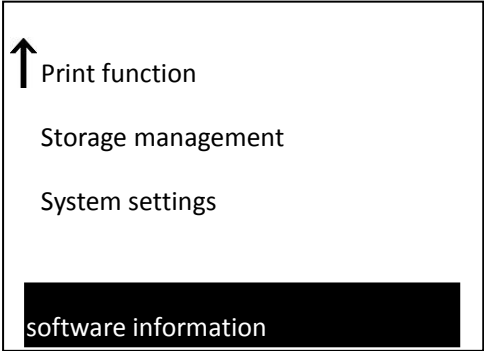 Print function
Storage management
System settings
software information